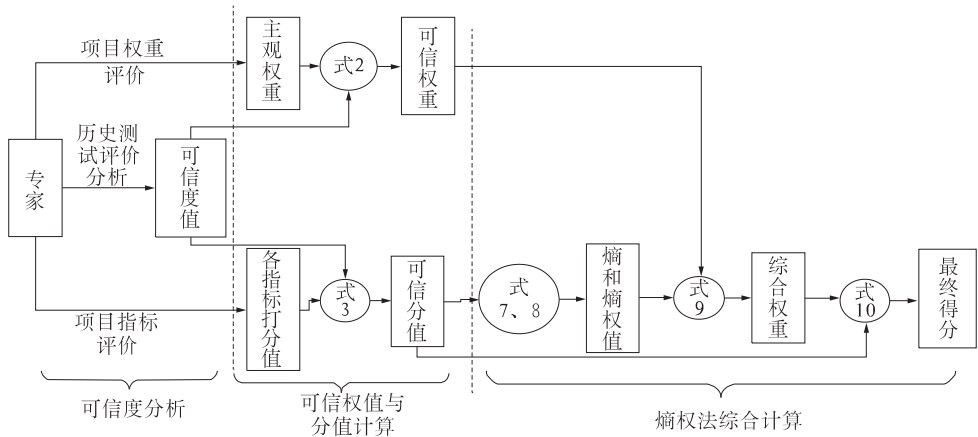 项目权重
评价
主观权重
式2
可信权重
专家
历史测
试评价
分析
可信度值
项目指标
评价
各指标打分值
式
3
可信分值
式
7、8
熵和熵权值
式
9
综合权重
式
10
最终得分
可信度分析
可信权值与
分值计算
熵权法综合计算